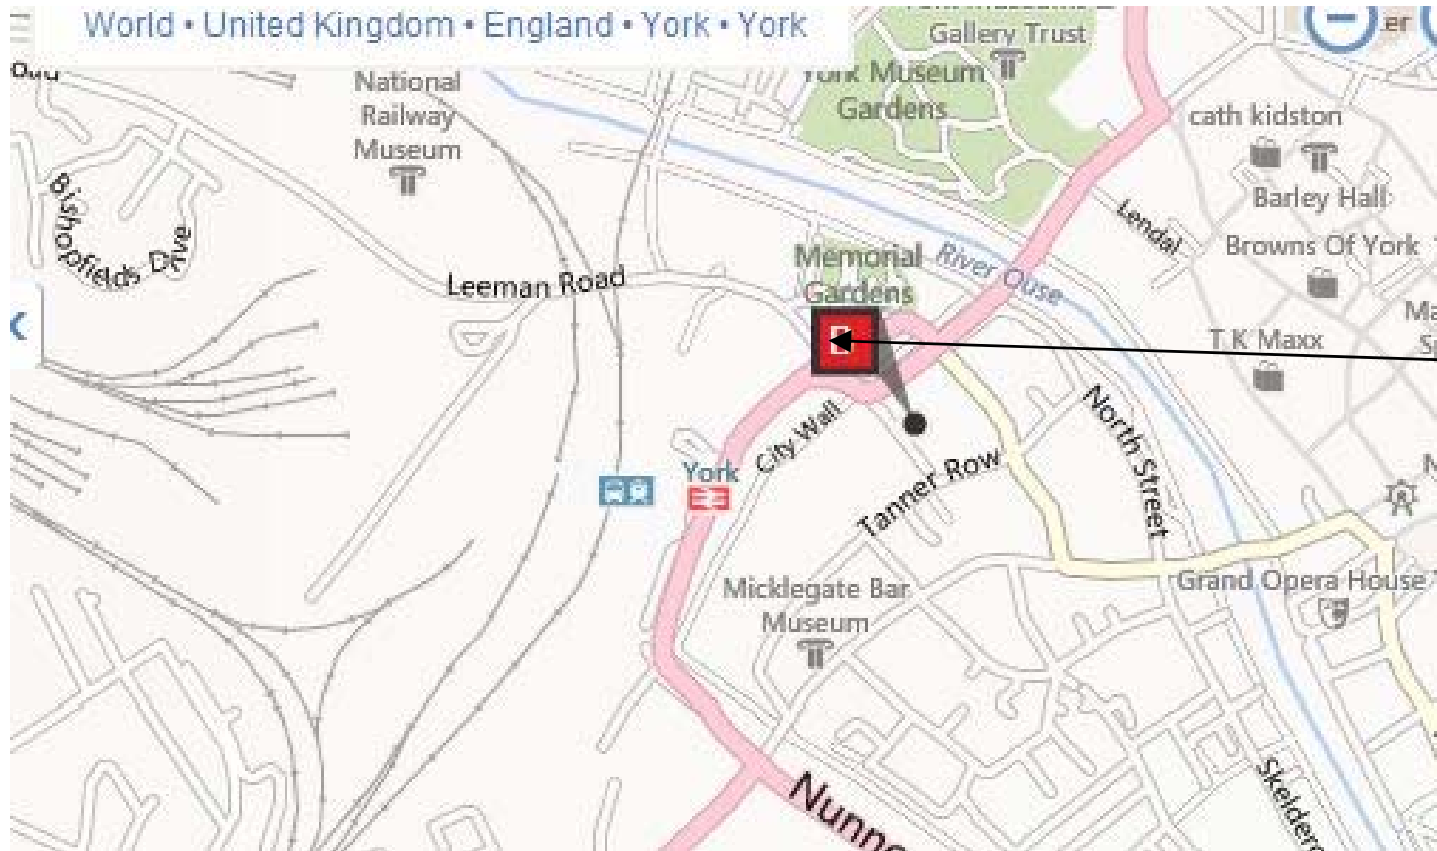 World • United Kingdom • England • York • York
Gallery Trust
York Museum
Gardens
National
Railway
Museum
cath kidston
Barley Hall
Lendal
Browns Of York
Bishopfields Drive
Memorial
Gardens
River Ouse
Leeman Road
T K Maxx
City Wall
North Street
York
Tanner Row
Micklegate Bar
Museum
Grand Opera House
Skelder
Nunn